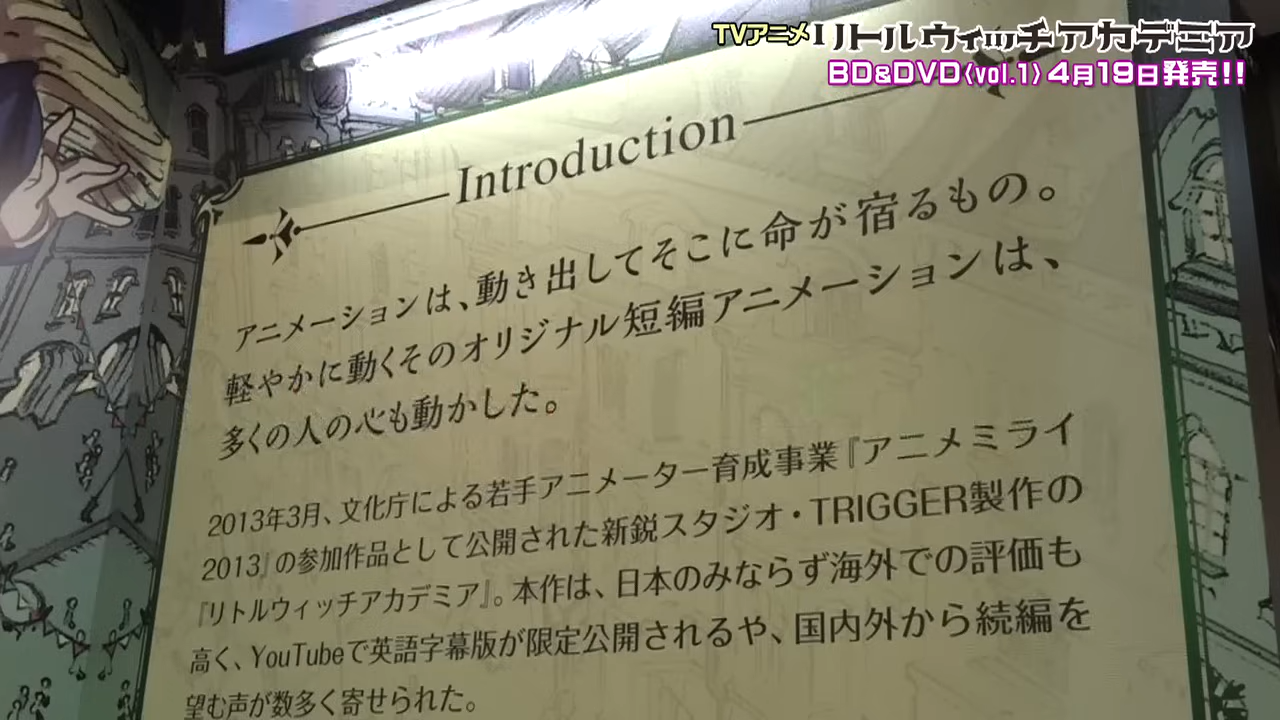 TVアニメ リトルウィッチアカデミア
BD&DVD〈vol.1〉4月19日発売!!
Introduction
アニメーションは、動き出してそこに命が宿るもの。
軽やかに動くそのオリジナル短編アニメーションは、
多くの人の心も動かした。
2013年3月、文化庁による若手アニメーター育成事業『アニメミライ
2013』の参加作品として公開された新鋭スタジオ・TRIGGER製作の
『リトルウィッチアカデミア』。本作は、日本のみならず海外での評価も
高く、YouTubeで英語字幕版が限定公開されるや、国内外から続編を
望む声が数多く寄せられた。